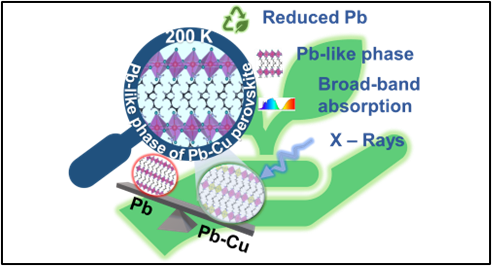 Reduced Pb
200 K
Pb-like phase of Pb-Cu perovskite
Pb-like phase
Broad-band
absorption
X – Rays
Pb
Pb-Cu